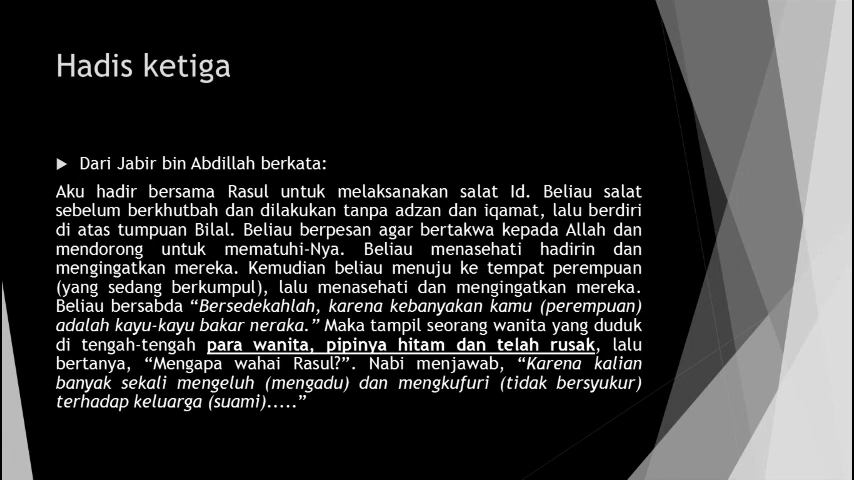 Hadis ketiga
Dari Jabir bin Abdillah berkata:
Aku hadir bersama Rasul untuk melaksanakan salat Id. Beliau salat
sebelum berkhutbah dan dilakukan tanpa adzan dan iqamat, lalu berdiri
di atas tumpuan Bilal. Beliau berpesan agar bertakwa kepada Allah dan
mendorong untuk mematuhi-Nya. Beliau menasehati hadirin dan
mengingatkan mereka. Kemudian beliau menuju ke tempat perempuan
(yang sedang berkumpul), lalu menasehati dan mengingatkan mereka.
Beliau bersabda “Bersedekahlah, karena kebanyakan kamu (perempuan)
adalah kayu-kayu bakar neraka.” Maka tampil seorang wanita yang duduk
di tengah-tengah para wanita, pipinya hitam dan telah rusak, lalu
bertanya, “Mengapa wahai Rasul?”. Nabi menjawab, “Karena kalian
banyak sekali mengeluh (mengadu) dan mengkufuri (tidak bersyukur)
terhadap keluarga (suami).....”